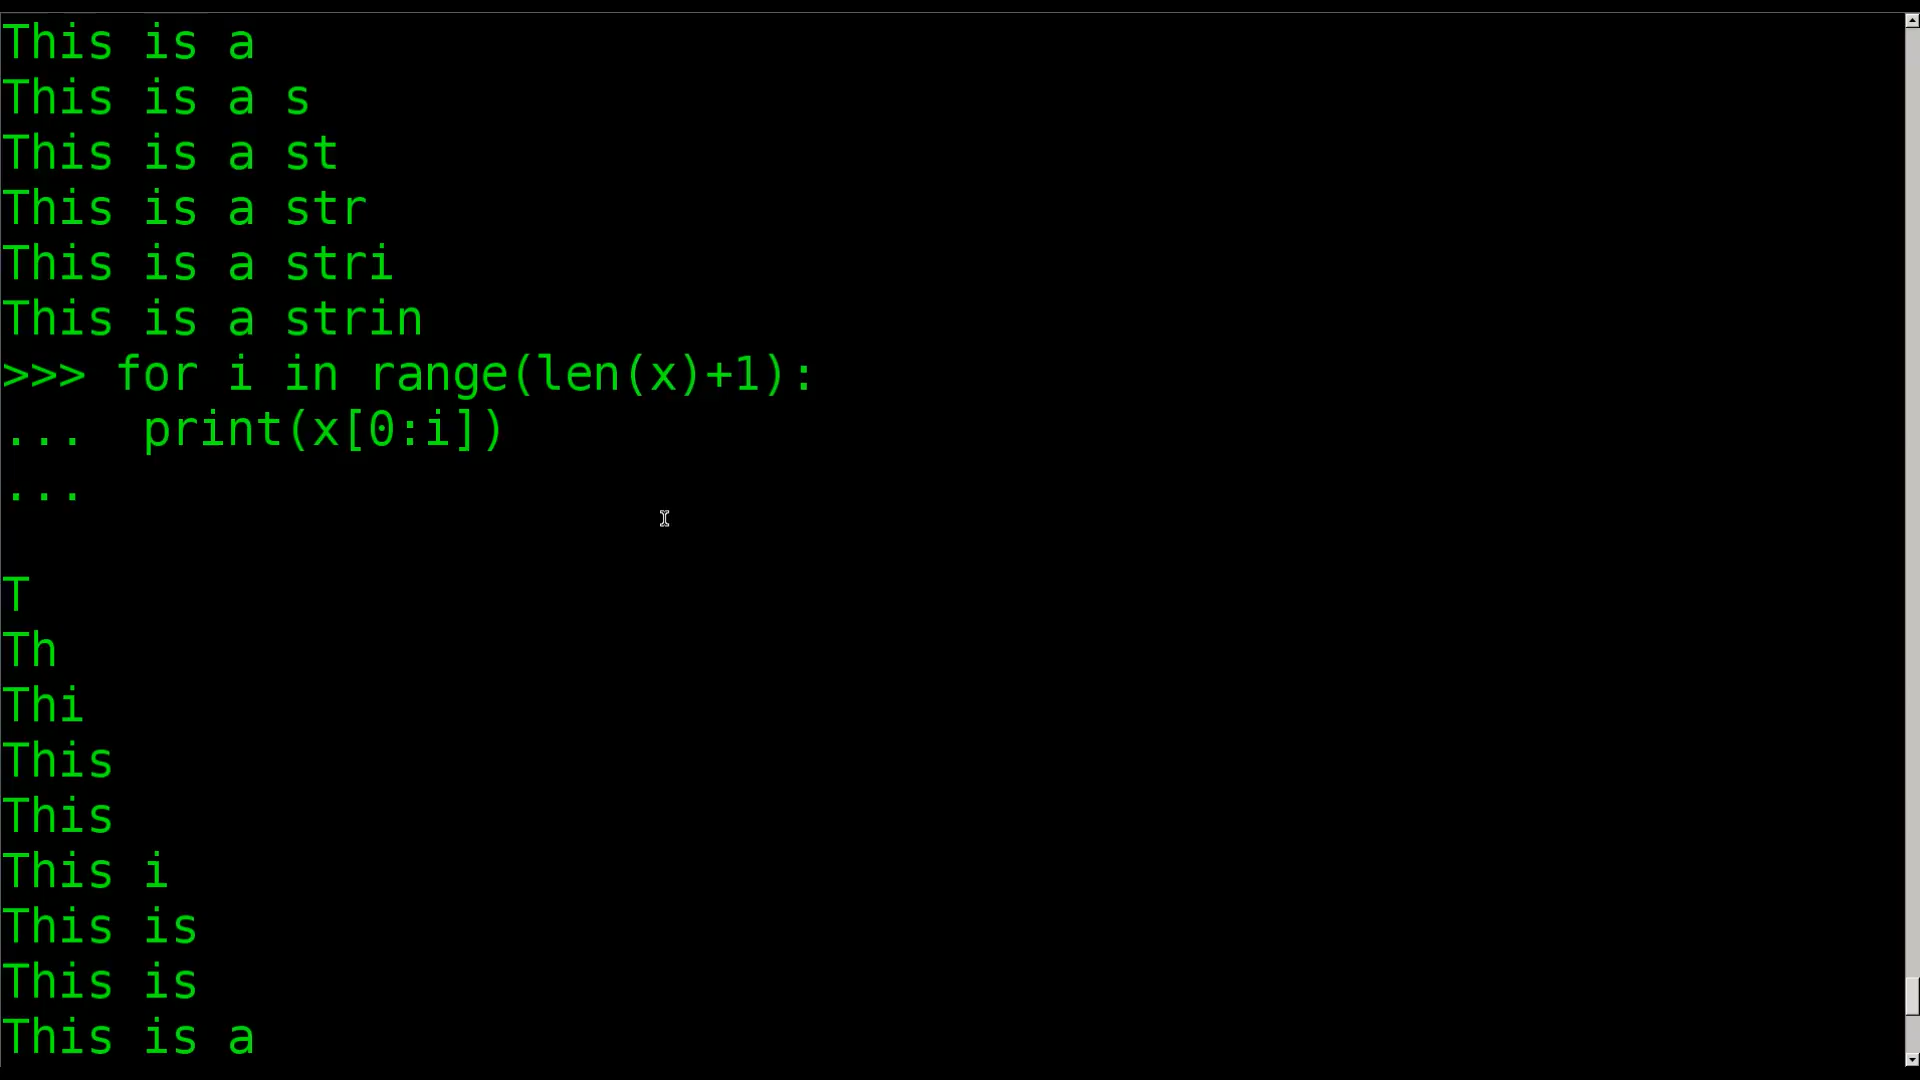 This is a
This is a s
This is a st
This is a str
This is a stri
This is a strin
>>> for i in range(len(x)+1):
...  print(x[0:i])
...
T
Th
Thi
This
This
This i
This is
This is
This is a